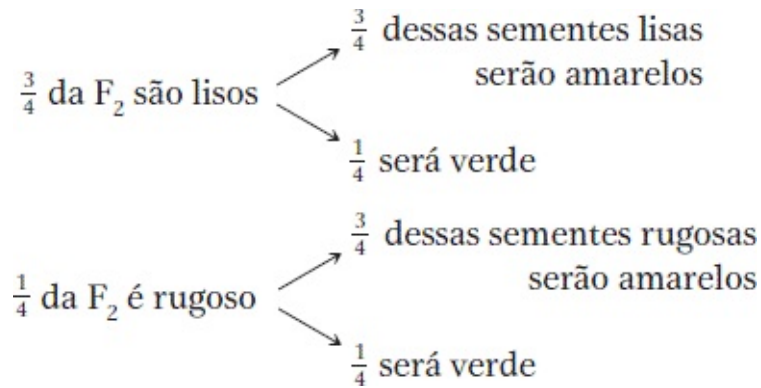 3/4 da F₂ são lisos
3/4 dessas sementes lisas
serão amarelos
1/4 será verde
1/4 da F₂ é rugoso
3/4 dessas sementes rugosas
serão amarelos
1/4 será verde